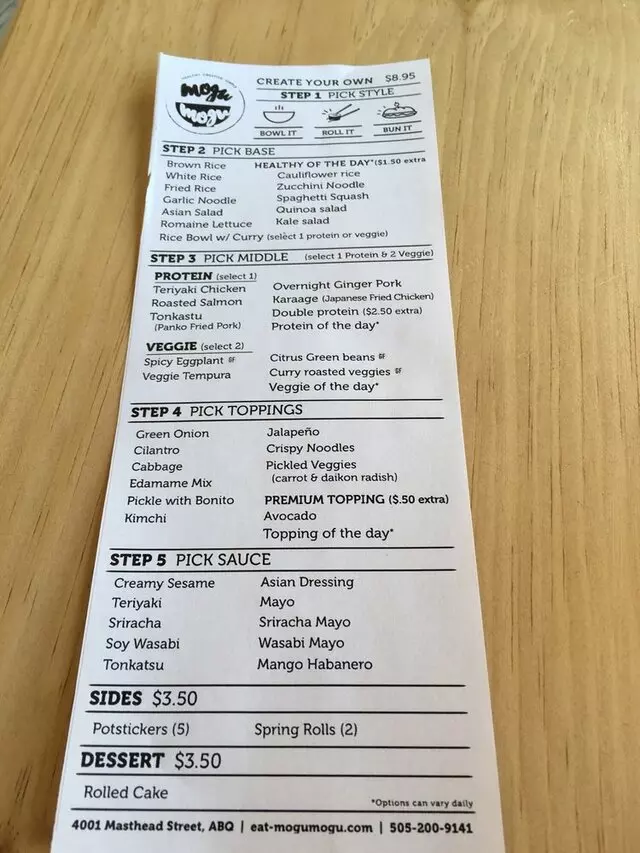 mogu
mogu
CREATE YOUR OWN $8.95
STEP 1 PICK STYLE
BOWL IT ROLL IT BUN IT
STEP 2 PICK BASE
Brown Rice HEALTHY OF THE DAY*($1.50 extra
White Rice Cauliflower rice
Fried Rice Zucchini Noodle
Garlic Noodle Spaghetti Squash
Asian Salad Quinoa salad
Romaine Lettuce Kale salad
Rice Bowl w/ Curry (select 1 protein or veggie)
STEP 3 PICK MIDDLE (select 1 Protein & 2 Veggie)
PROTEIN (select 1)
Teriyaki Chicken Overnight Ginger Pork
Roasted Salmon Karaage (Japanese Fried Chicken)
Tonkastu Double protein ($2.50 extra)
(Panko Fried Pork) Protein of the day*
VEGGIE (select 2)
Spicy Eggplant GF Citrus Green beans GF
Veggie Tempura Curry roasted veggies GF
Veggie of the day*
STEP 4 PICK TOPPINGS
Green Onion Jalapeño
Cilantro Crispy Noodles
Cabbage Pickled Veggies
Edamame Mix (carrot & daikon radish)
Pickle with Bonito PREMIUM TOPPING ($.50 extra)
Kimchi Avocado
Topping of the day*
STEP 5 PICK SAUCE
Creamy Sesame Asian Dressing
Teriyaki Mayo
Sriracha Sriracha Mayo
Soy Wasabi Wasabi Mayo
Tonkatsu Mango Habanero
SIDES $3.50
Potstickers (5) Spring Rolls (2)
DESSERT $3.50
Rolled Cake
*Options can vary daily
4001 Masthead Street, ABQ | eat-mogumogu.com | 505-200-9141